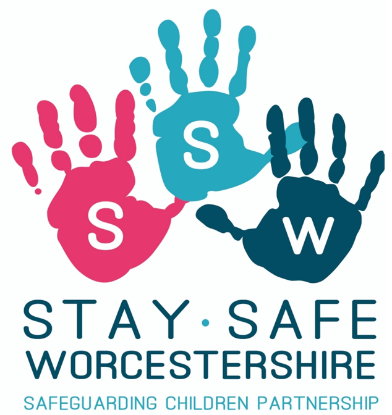 S
S
W
STAY · SAFE
WORCESTERSHIRE
SAFEGUARDING CHILDREN PARTNERSHIP